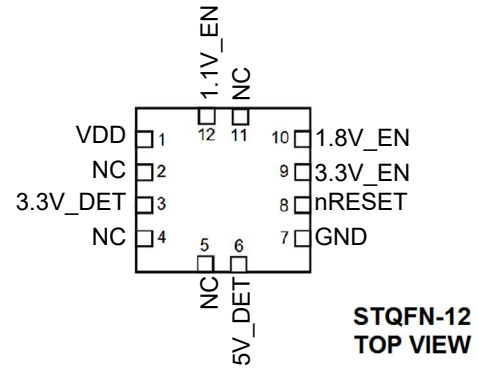 1.1V_EN
NC
12
11
VDD
1
10
1.8V_EN
NC
2
9
3.3V_EN
3.3V_DET
3
8
nRESET
NC
4
7
GND
5
6
NC
5V_DET
STQFN-12
TOP VIEW